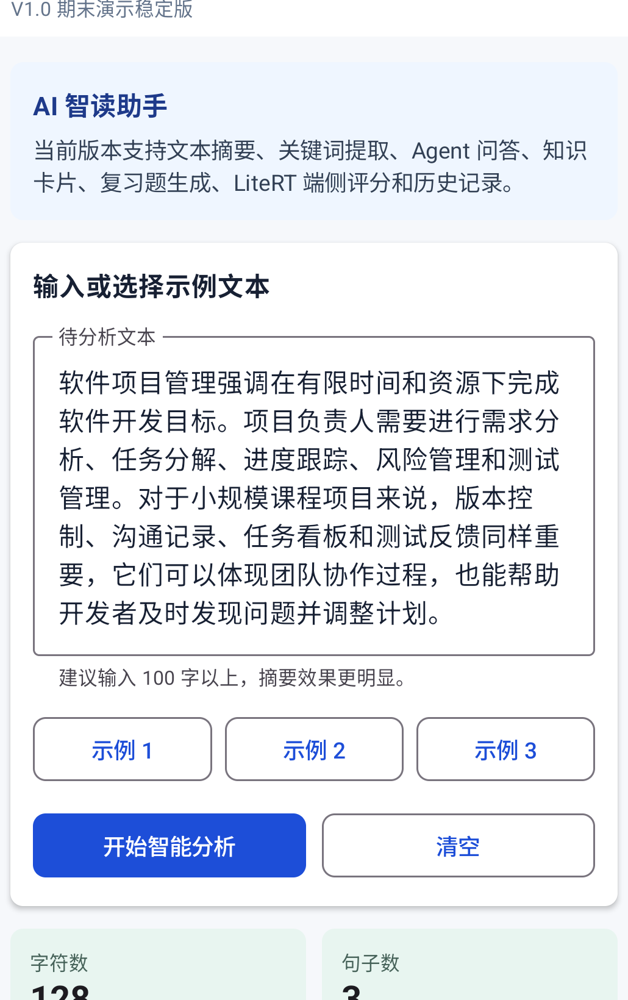 V1.0 期末演示稳定版
AI 智读助手
当前版本支持文本摘要、关键词提取、Agent 问答、知识
卡片、复习题生成、LiteRT 端侧评分和历史记录。
输入或选择示例文本
待分析文本
软件项目管理强调在有限时间和资源下完成
软件开发目标。项目负责人需要进行需求分
析、任务分解、进度跟踪、风险管理和测试
管理。对于小规模课程项目来说，版本控
制、沟通记录、任务看板和测试反馈同样重
要，它们可以体现团队协作过程，也能帮助
开发者及时发现问题并调整计划。
建议输入 100 字以上，摘要效果更明显。
示例 1 示例 2 示例 3
开始智能分析 清空
字符数 句子数
128 3